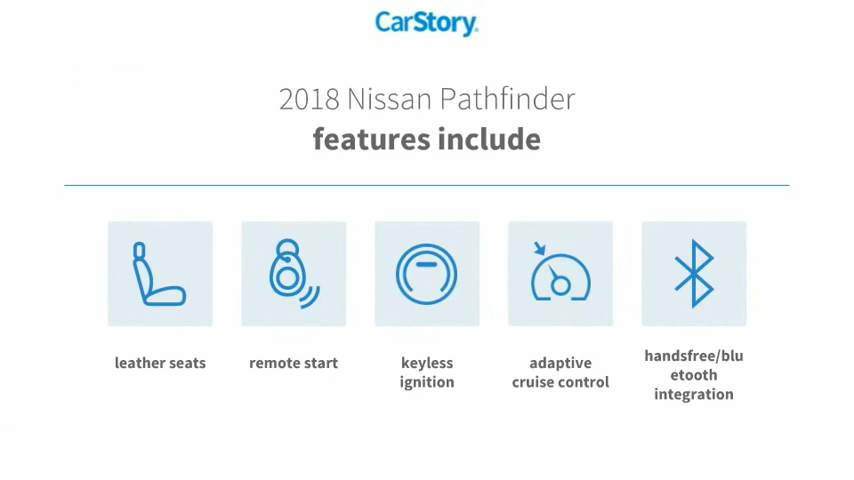 CarStory.
2018 Nissan Pathfinder
features include
leather seats
remote start
keyless
ignition
adaptive
cruise control
handsfree/blu
etooth
integration